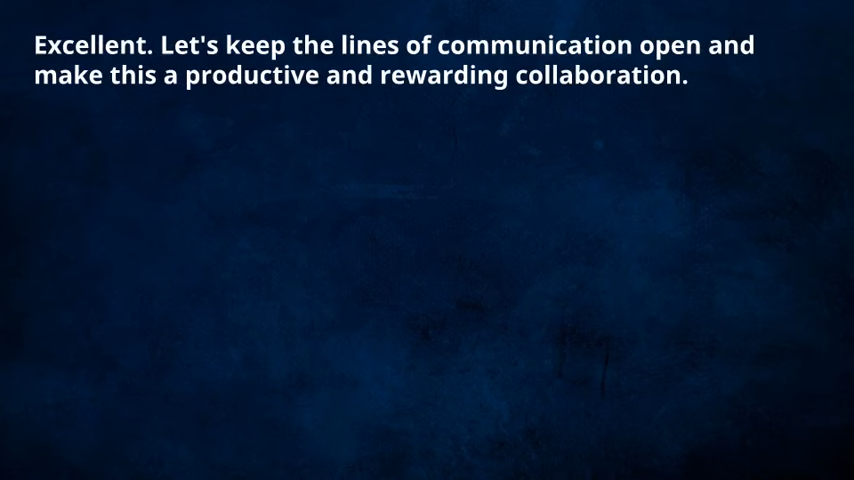 Excellent. Let's keep the lines of communication open and
make this a productive and rewarding collaboration.